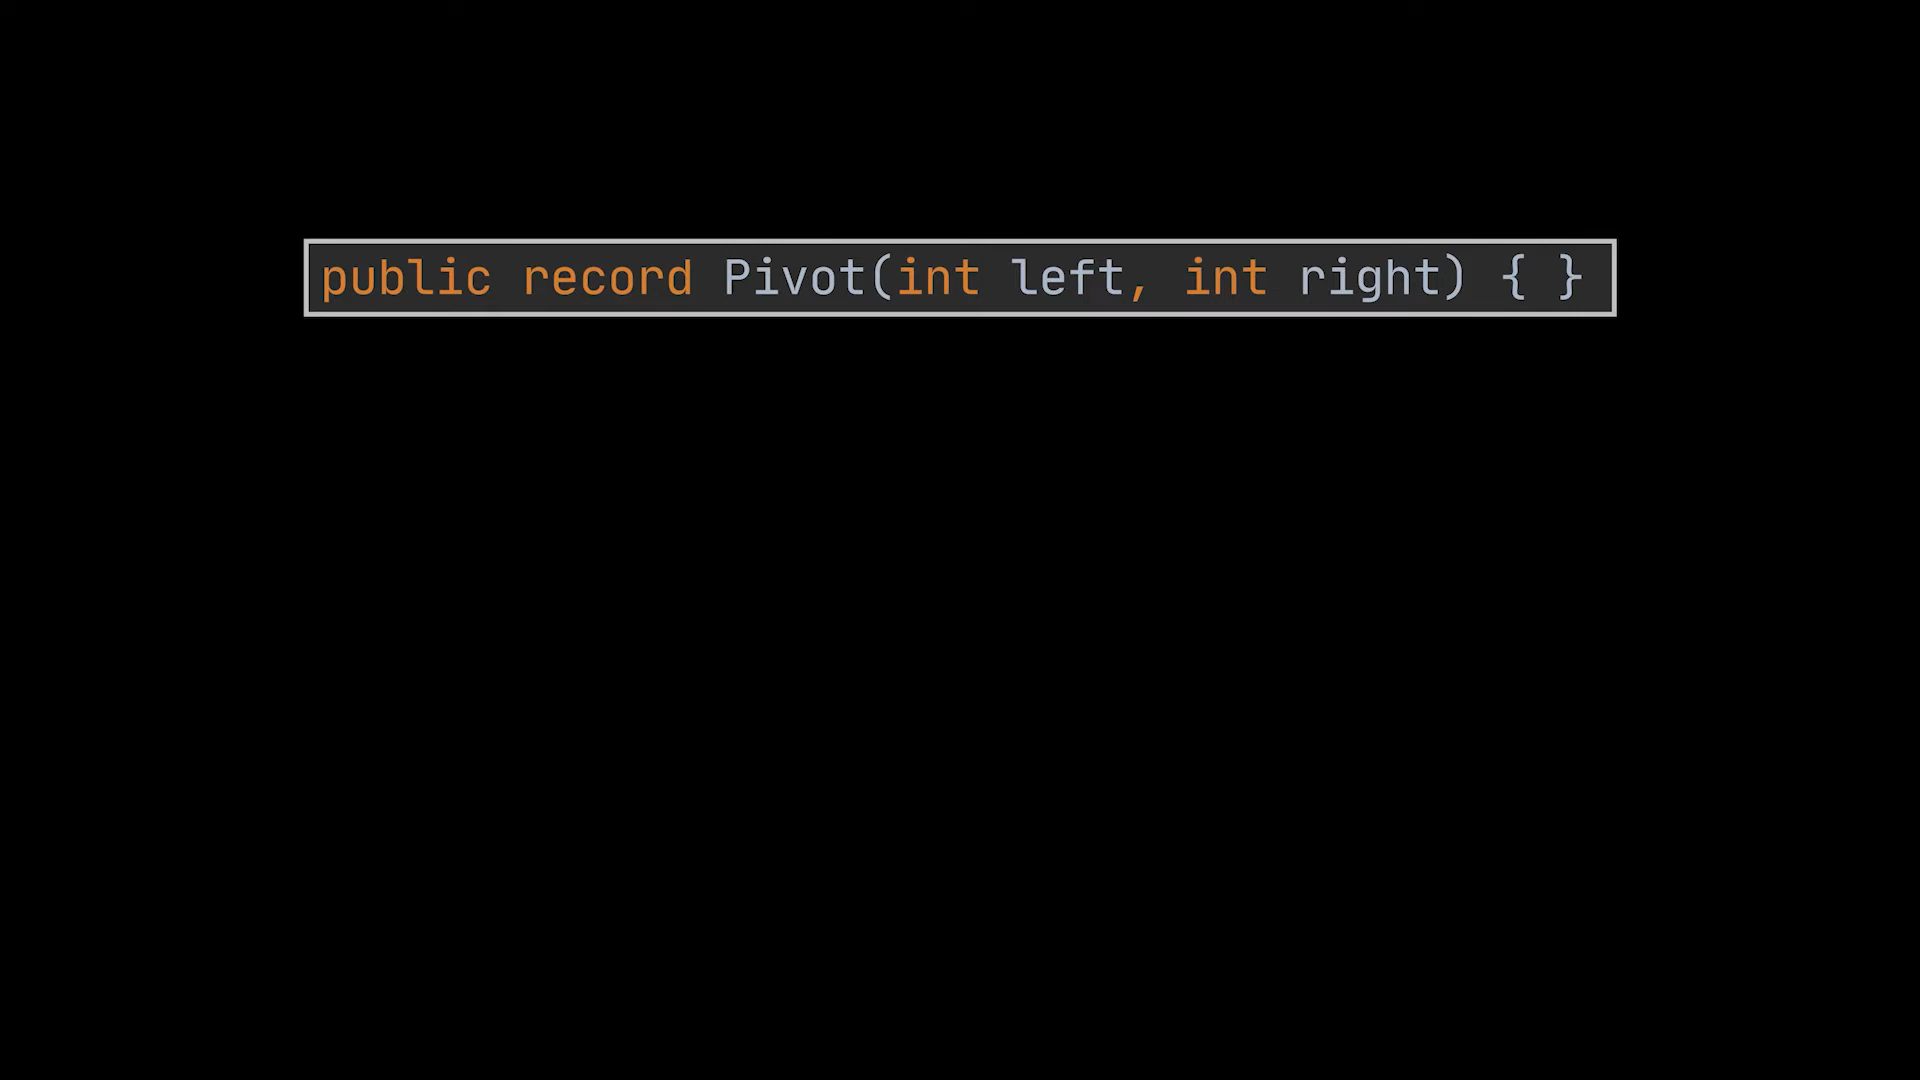 public record Pivot(int left, int right) { }